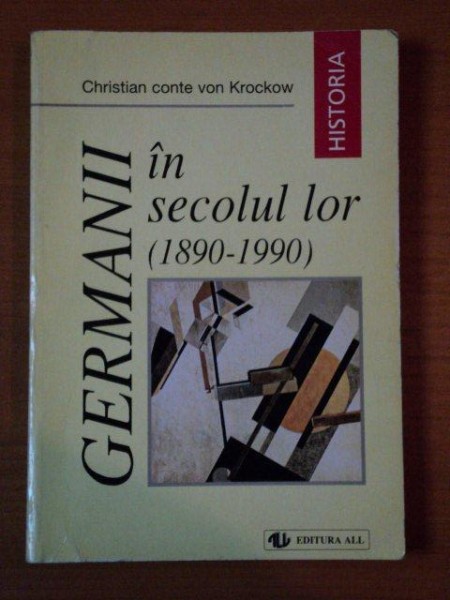 Christian conte von Krockow
HISTORIA
GERMANII
în
secolul lor
(1890-1990)
EDITURA ALL